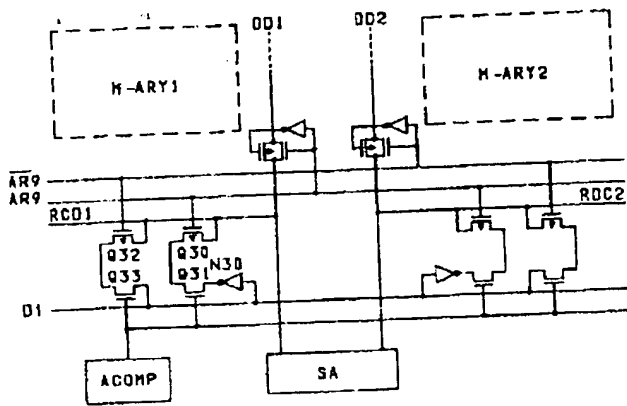 DD1 DD2
M-ARY1 M-ARY2
AR9
AR9
RCD1 RDC2
Q32 Q30 N30
Q33 Q31
D1
ACOMP SA